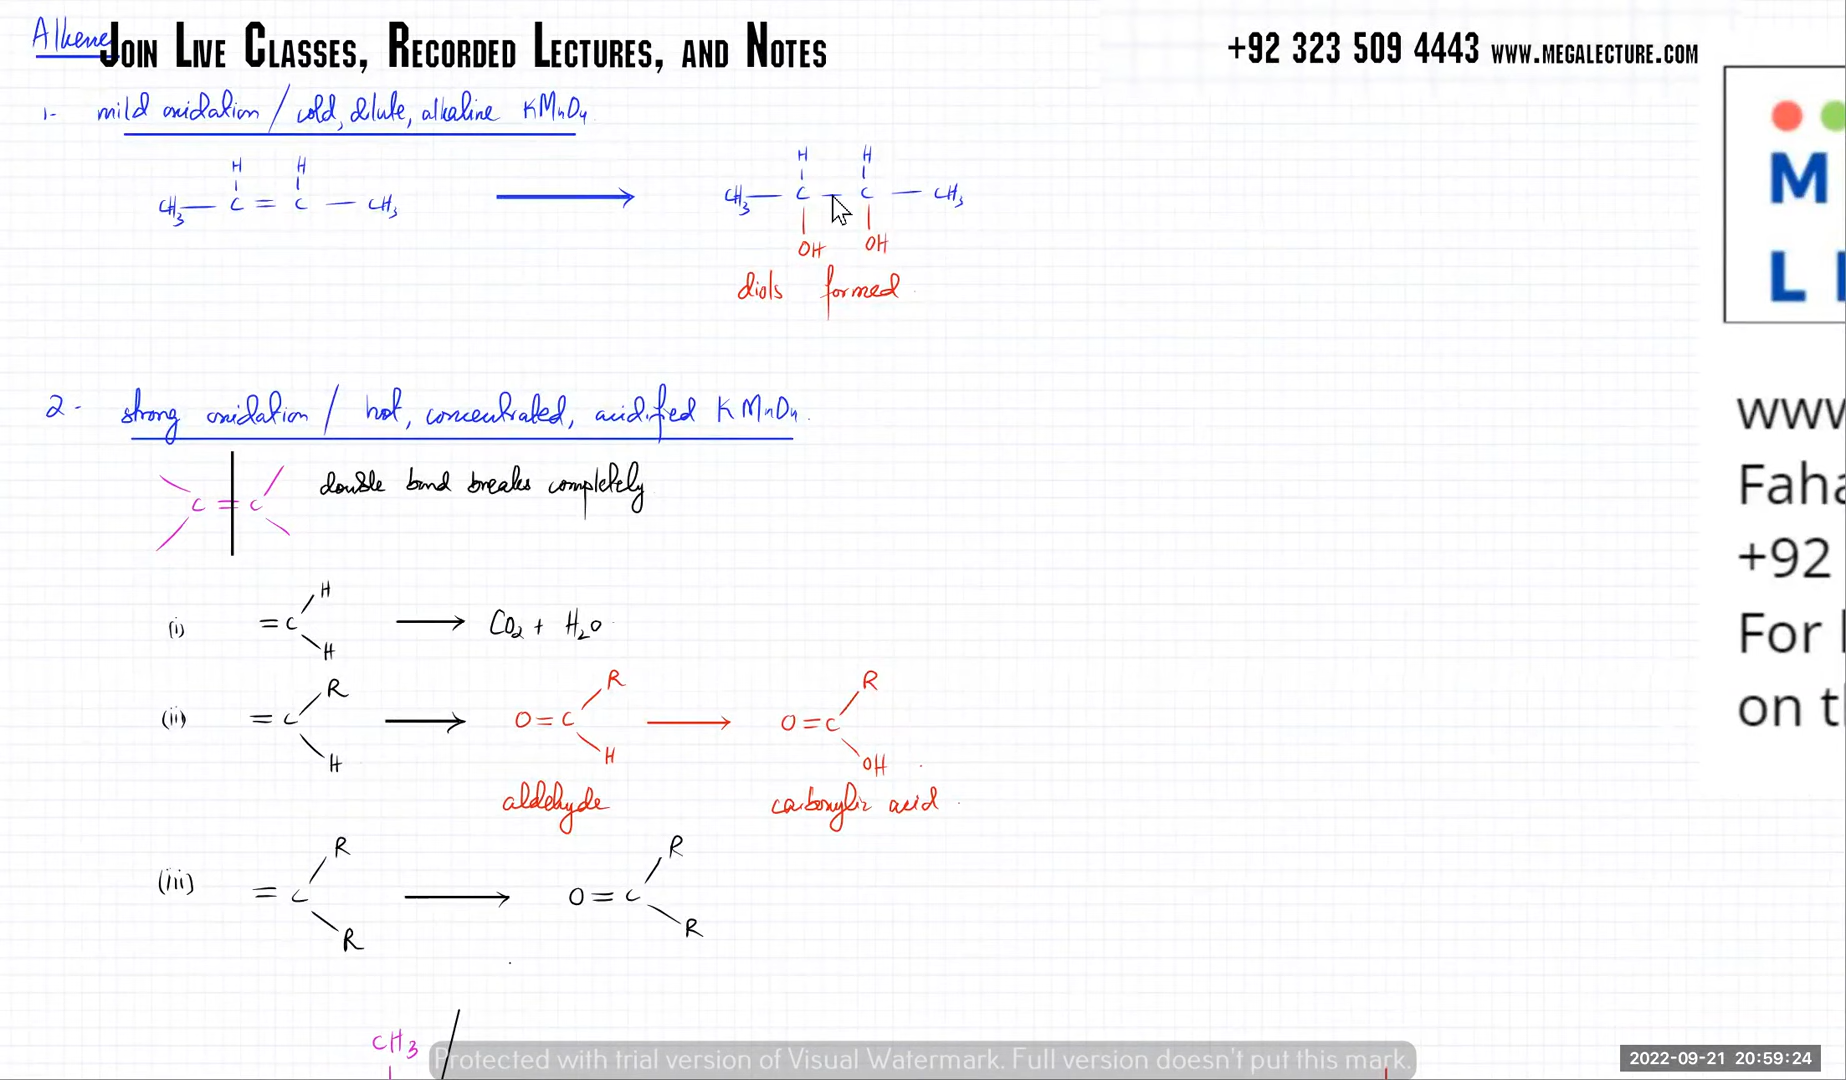 Alkene
JOIN LIVE CLASSES, RECORDED LECTURES, AND NOTES
+92 323 509 4443 WWW.MEGALECTURE.COM
1- mild oxidation / cold, dilute, alkaline KMnO4
H H
CH3 — C = C — CH3
H H
CH3 — C — C — CH3
OH OH
diols formed
M
L
2- strong oxidation / hot, concentrated, acidified KMnO4.
C = C double bond breaks completely
www
Faha
+92
For
on t
(i) =C H H → CO2 + H2O
(ii) =C R H → O=C R H → O=C R OH
aldehyde carboxylic acid
(iii) =C R R → O=C R R
CH3
Protected with trial version of Visual Watermark. Full version doesn't put this mark.
2022-09-21 20:59:24